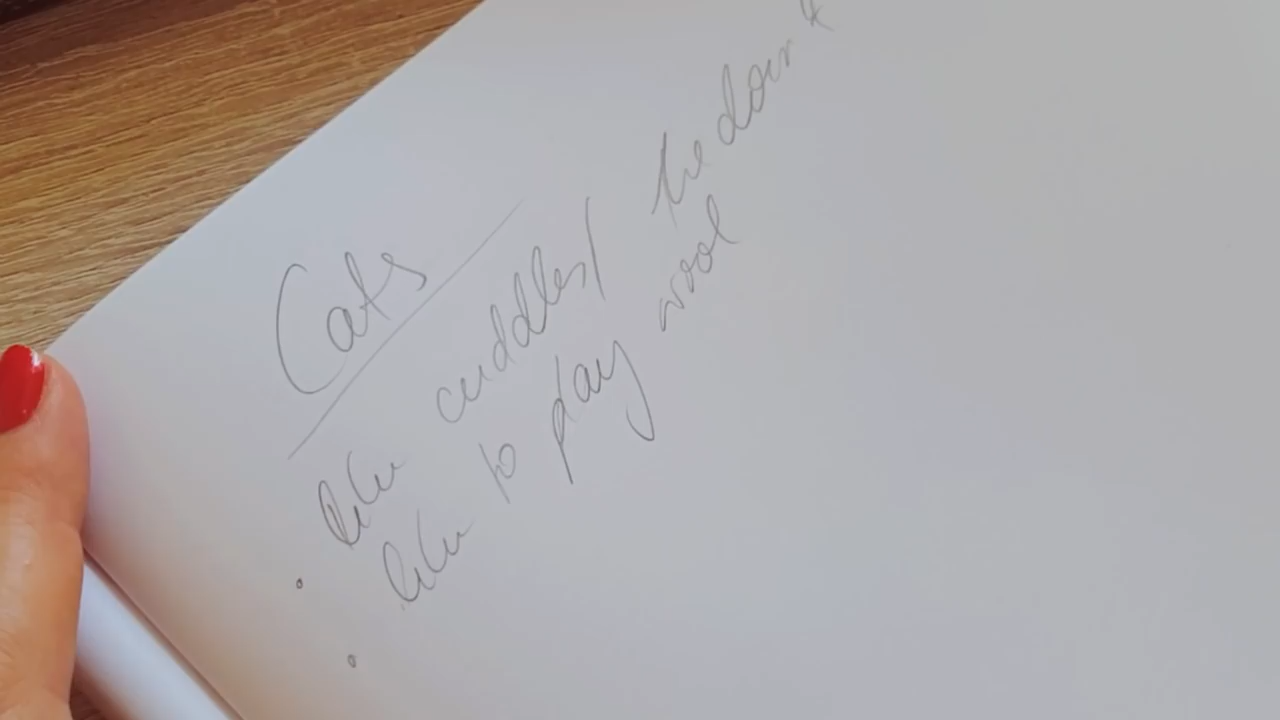 Cats
• like cuddles/ the door &
• like to play wool